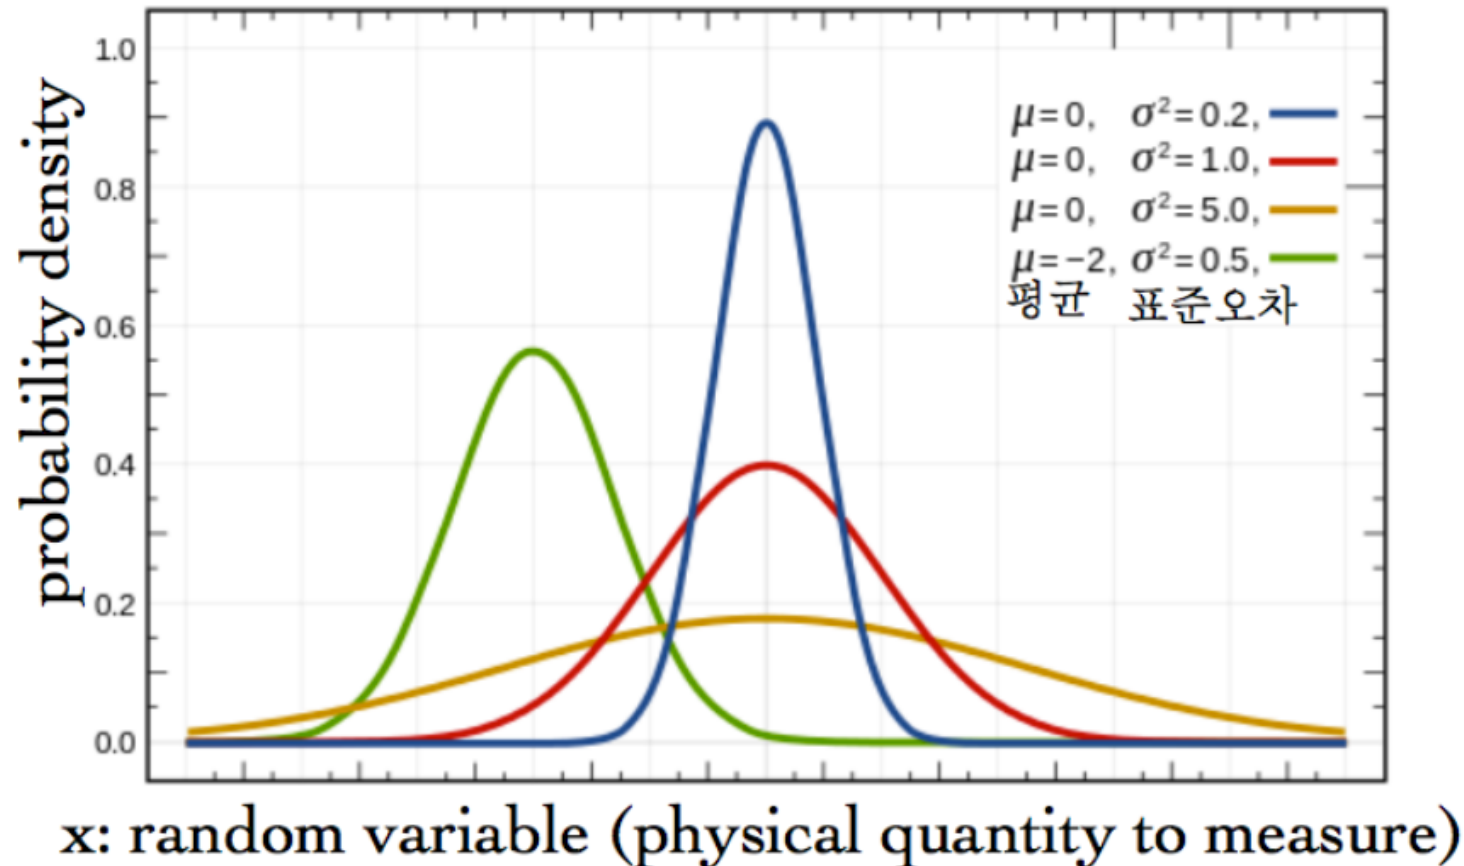 probability density
1.0
0.8
0.6
0.4
0.2
0.0
μ=0, σ²=0.2,
μ=0, σ²=1.0,
μ=0, σ²=5.0,
μ=−2, σ²=0.5,
평균 표준오차
x: random variable (physical quantity to measure)